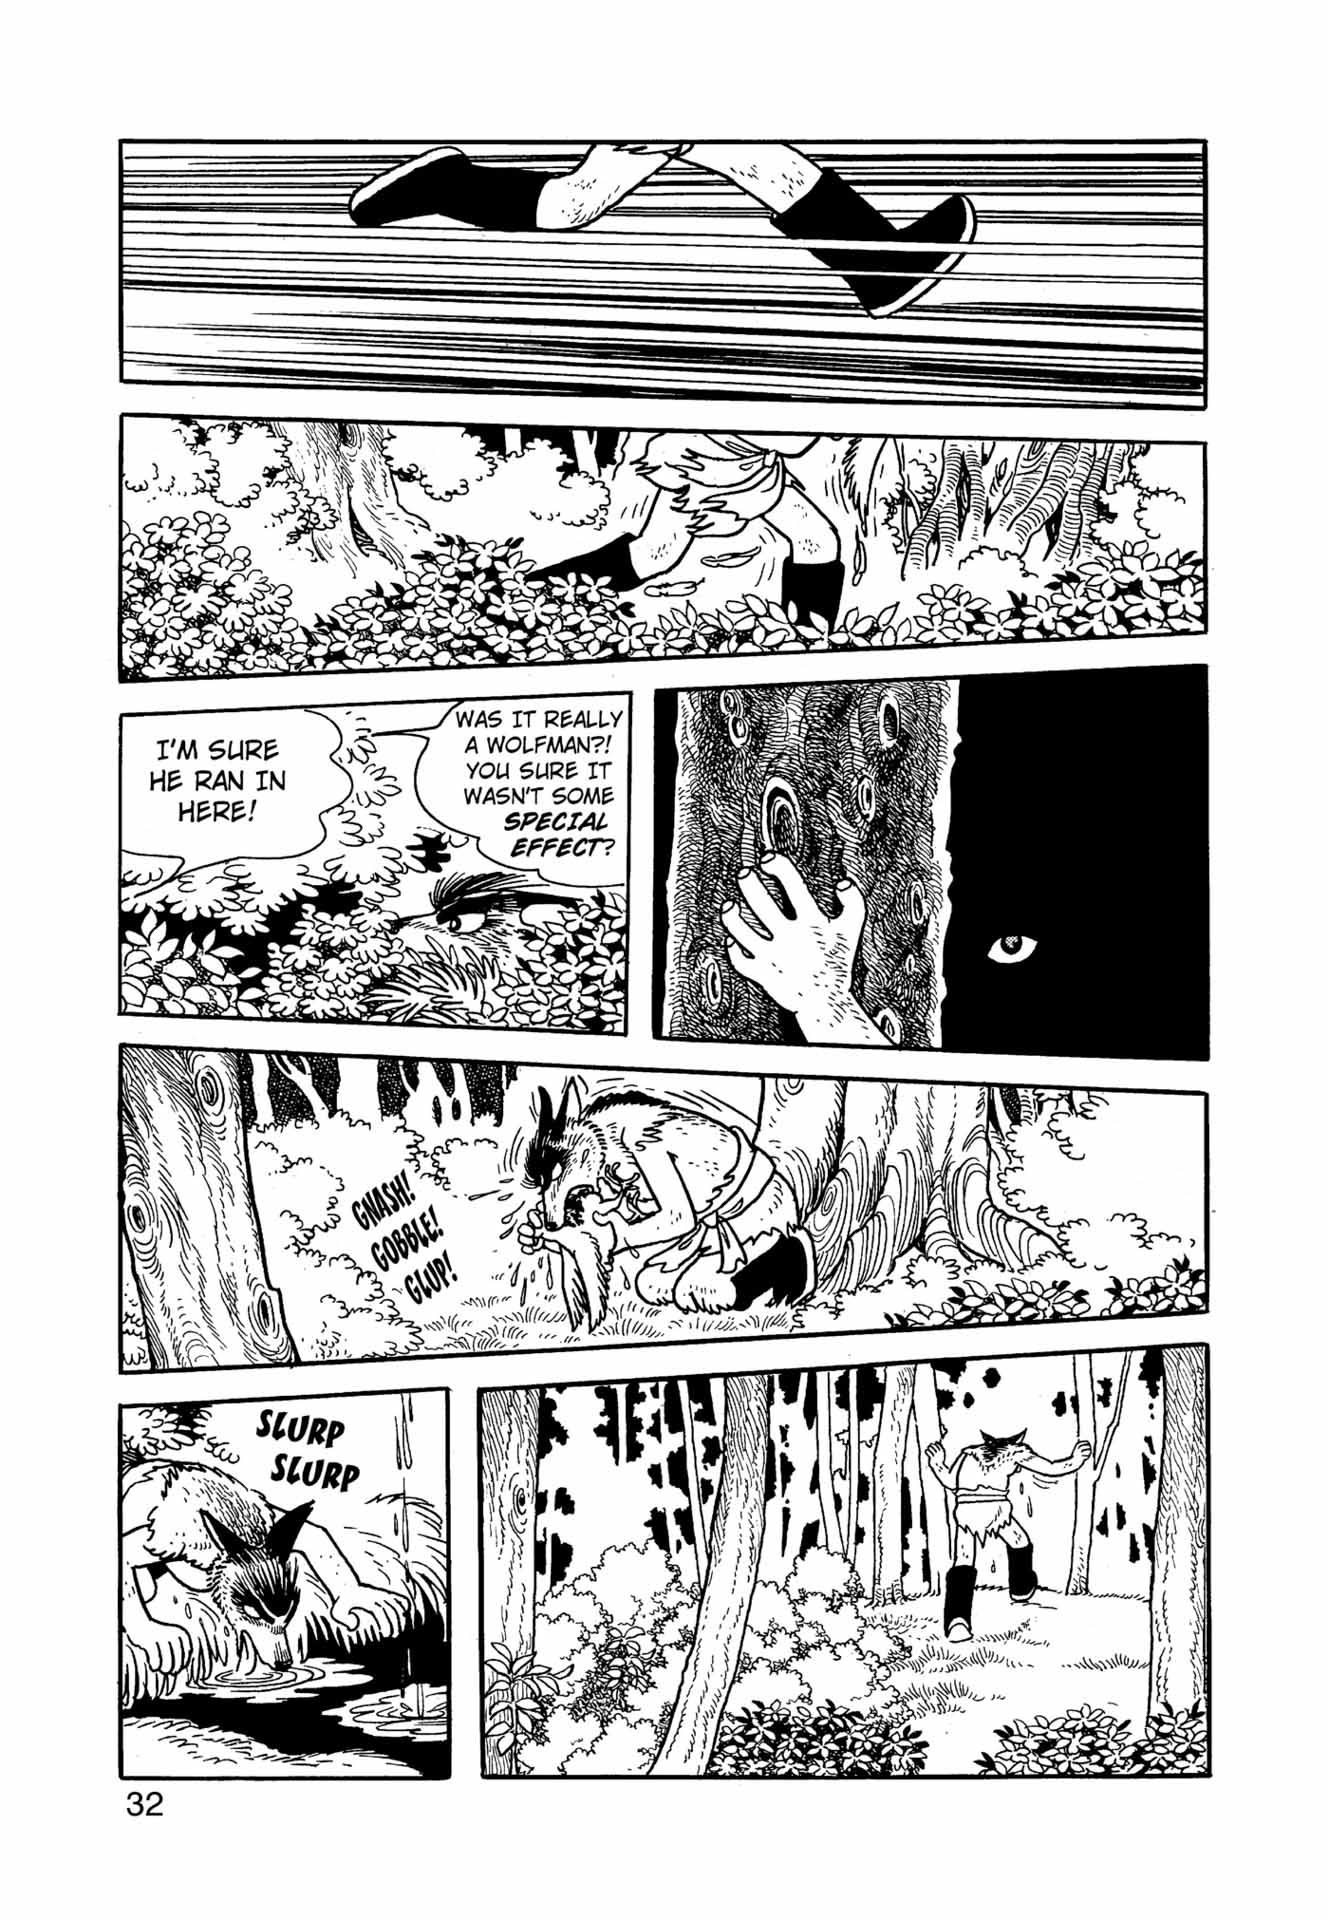 I'M SURE
HE RAN IN
HERE!
WAS IT REALLY
A WOLFMAN?!
YOU SURE IT
WASN'T SOME
SPECIAL
EFFECT?
GNASH!
GOBBLE!
GLUP!
SLURP
SLURP
32